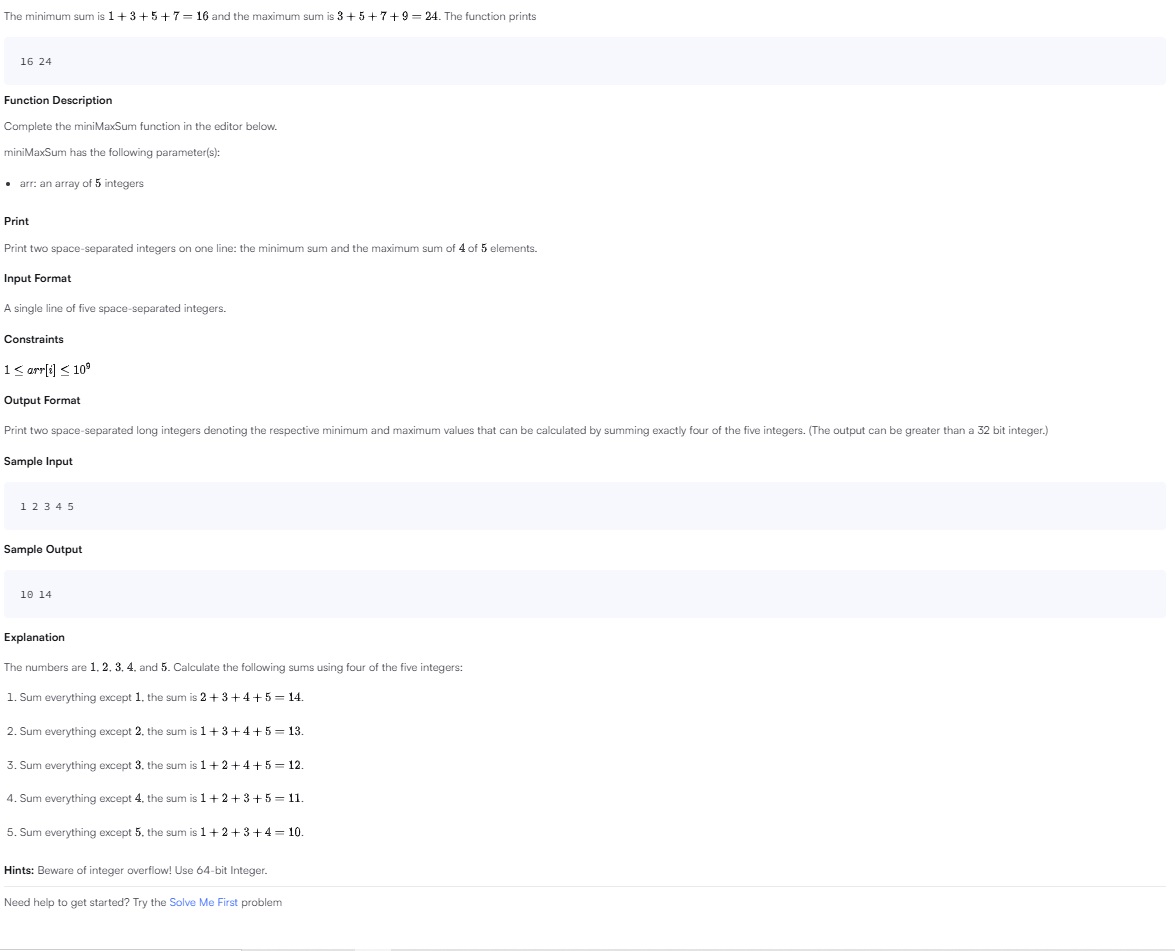 The minimum sum is 1 + 3 + 5 + 7 = 16 and the maximum sum is 3 + 5 + 7 + 9 = 24. The function prints
16 24
Function Description
Complete the miniMaxSum function in the editor below.
miniMaxSum has the following parameter(s):
• arr: an array of 5 integers
Print
Print two space-separated integers on one line: the minimum sum and the maximum sum of 4 of 5 elements.
Input Format
A single line of five space-separated integers.
Constraints
1 ≤ arr[i] ≤ 10⁹
Output Format
Print two space-separated long integers denoting the respective minimum and maximum values that can be calculated by summing exactly four of the five integers. (The output can be greater than a 32 bit integer.)
Sample Input
1 2 3 4 5
Sample Output
10 14
Explanation
The numbers are 1, 2, 3, 4, and 5. Calculate the following sums using four of the five integers:
1. Sum everything except 1, the sum is 2 + 3 + 4 + 5 = 14.
2. Sum everything except 2, the sum is 1 + 3 + 4 + 5 = 13.
3. Sum everything except 3, the sum is 1 + 2 + 4 + 5 = 12.
4. Sum everything except 4, the sum is 1 + 2 + 3 + 5 = 11.
5. Sum everything except 5, the sum is 1 + 2 + 3 + 4 = 10.
Hints: Beware of integer overflow! Use 64-bit Integer.
Need help to get started? Try the Solve Me First problem